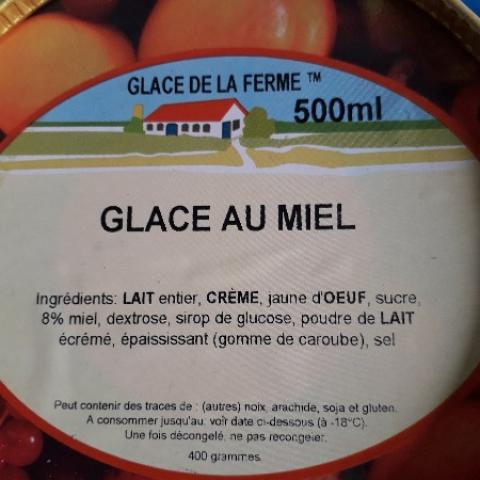 GLACE DE LA FERME ™
500ml
GLACE AU MIEL
Ingrédients: LAIT entier, CRÈME, jaune d'OEUF, sucre,
8% miel, dextrose, sirop de glucose, poudre de LAIT
écrémé, épaississant (gomme de caroube), sel
Peut contenir des traces de : (autres) noix, arachide, soja et gluten.
A consommer jusqu'au: voir date ci-dessous (à -18°C).
Une fois décongelé, ne pas recongeler.
400 grammes